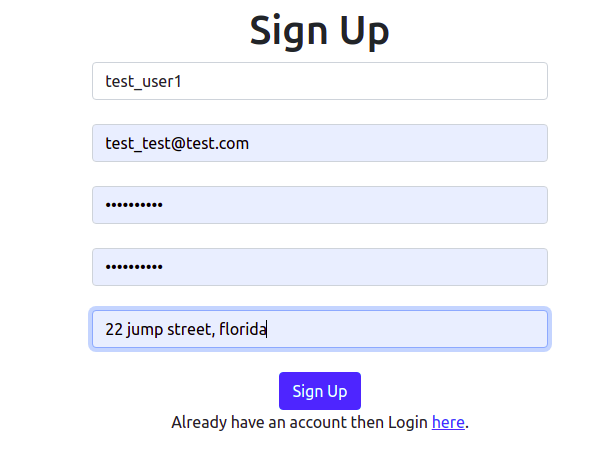 Sign Up
test_user1
test_test@test.com
••••••••••
••••••••••
22 jump street, florida
Sign Up
Already have an account then Login here.